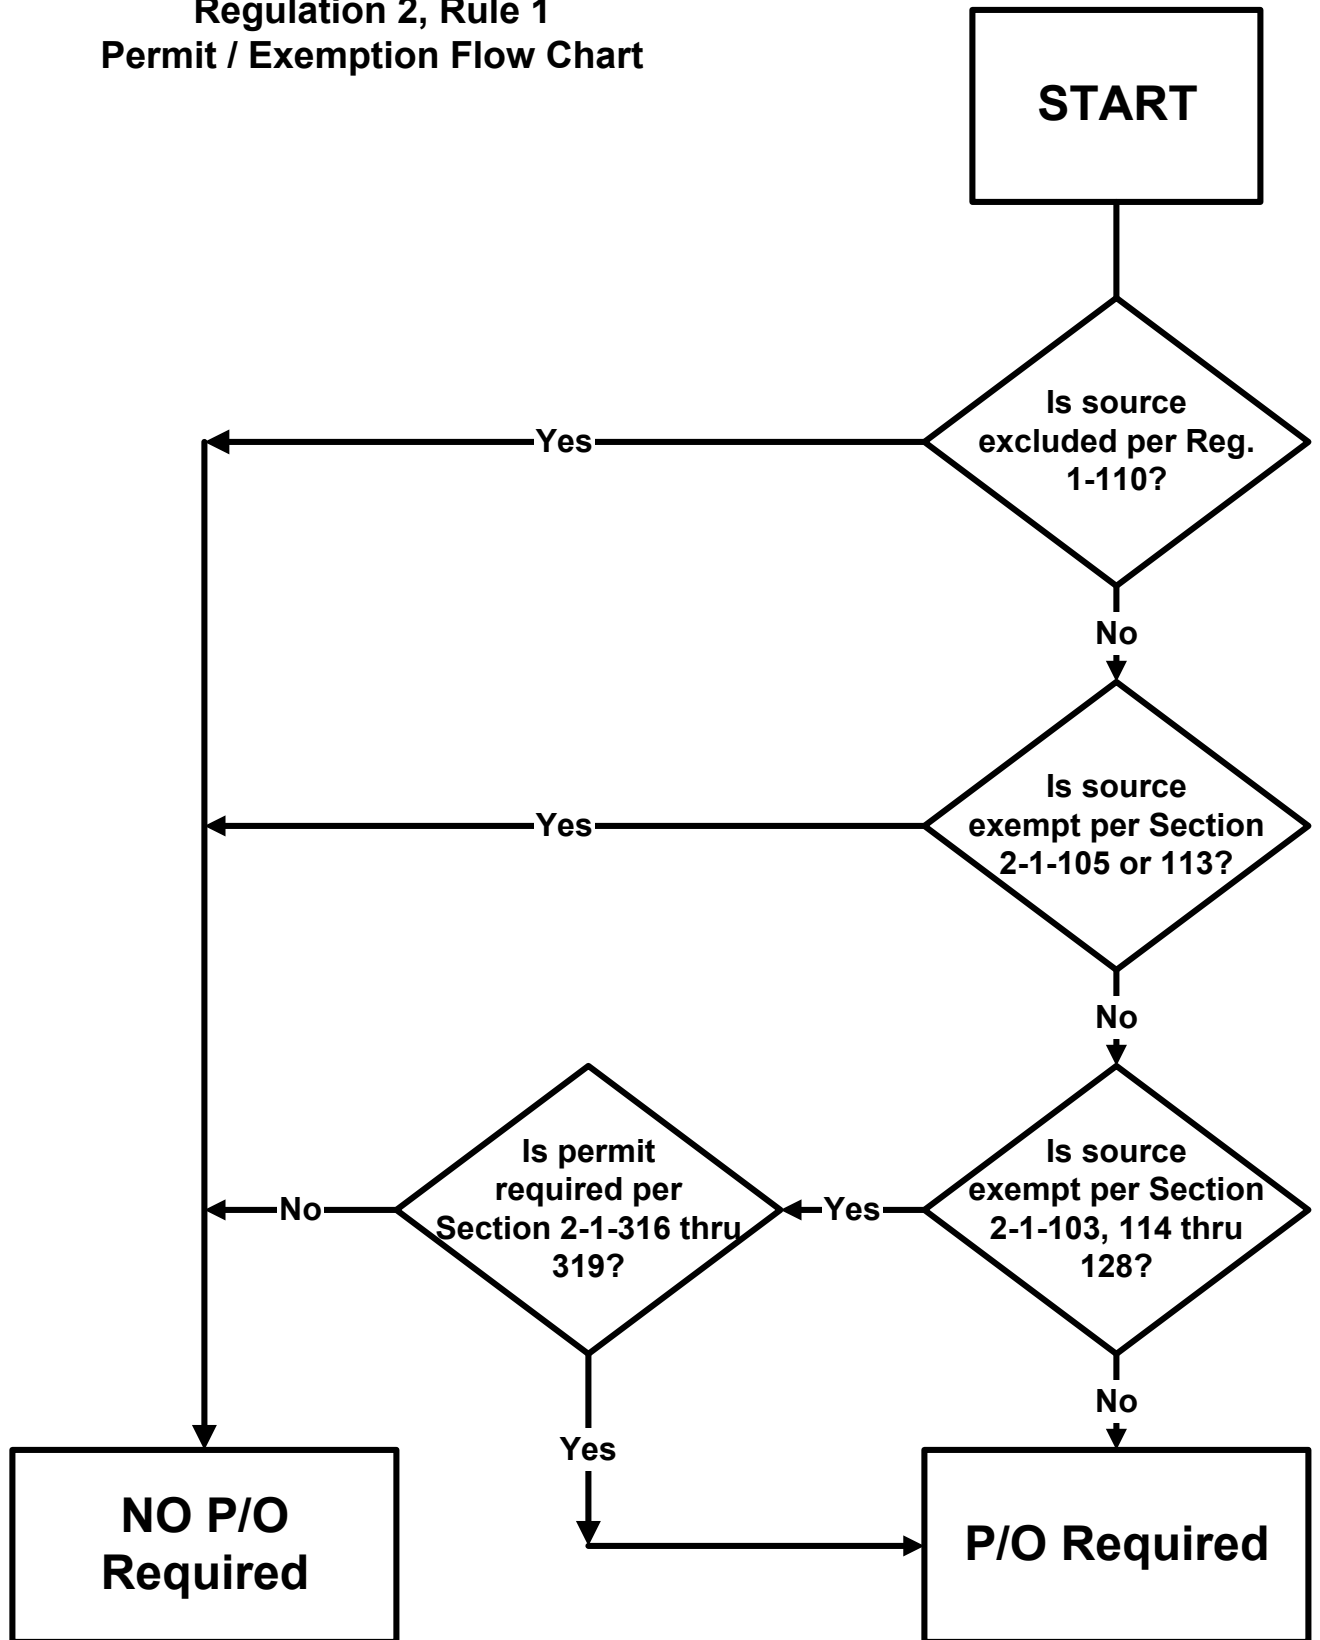 Regulation 2, Rule 1
Permit / Exemption Flow Chart
START
Is source
excluded per Reg.
1-110?
Yes
No
Is source
exempt per Section
2-1-105 or 113?
Yes
No
Is source
exempt per Section
2-1-103, 114 thru
128?
Yes
Is permit
required per
Section 2-1-316 thru
319?
No
Yes
No
NO P/O
Required
P/O Required